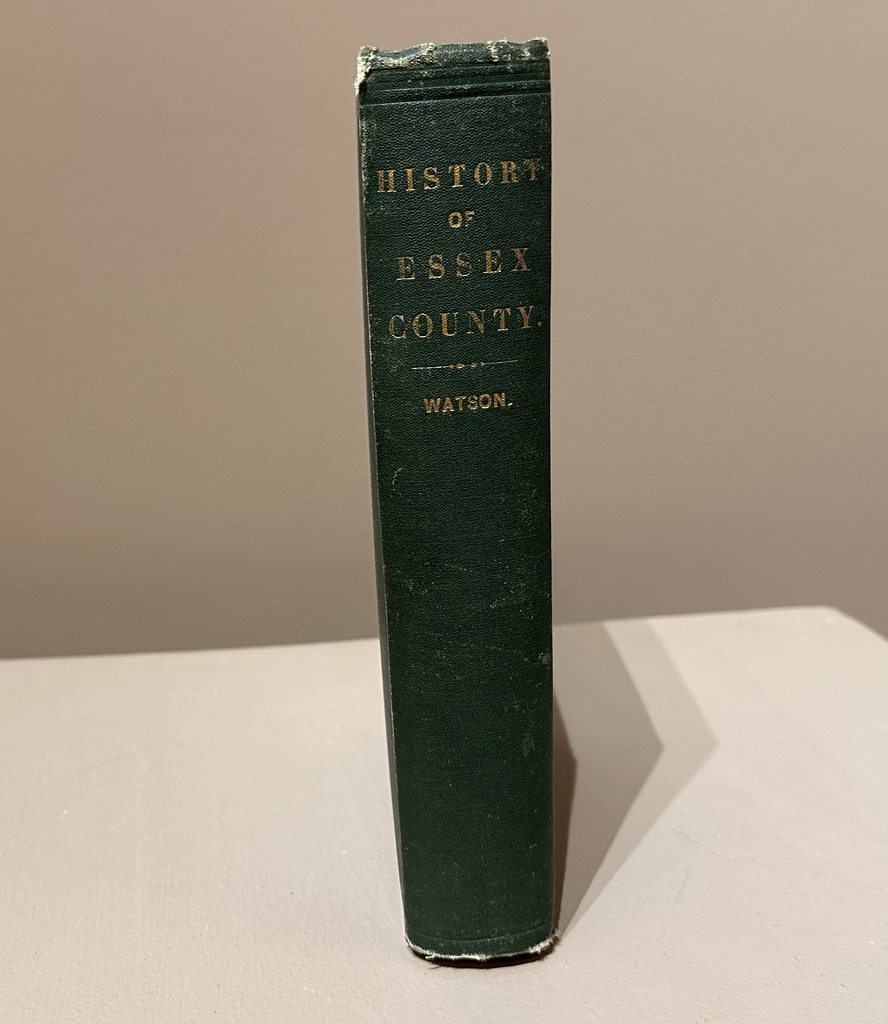 HISTORY
OF
ESSEX
COUNTY.
WATSON.